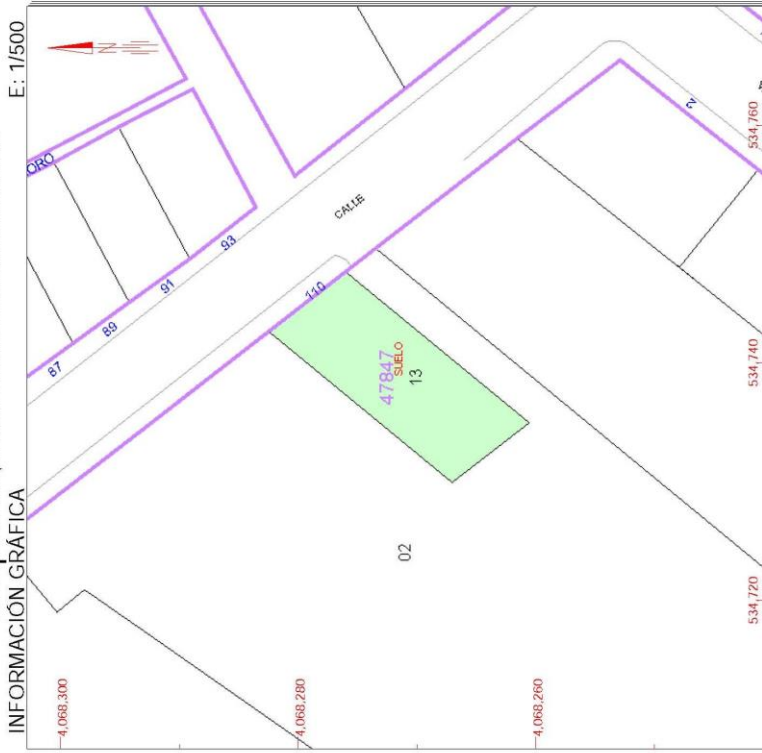 INFORMACIÓN GRÁFICA
E: 1/500
N
ORO
87
89
91
93
CALLE
110
47847
SUELO
13
02
2
4,068,300
4,068,280
4,068,260
534,720
534,740
534,760